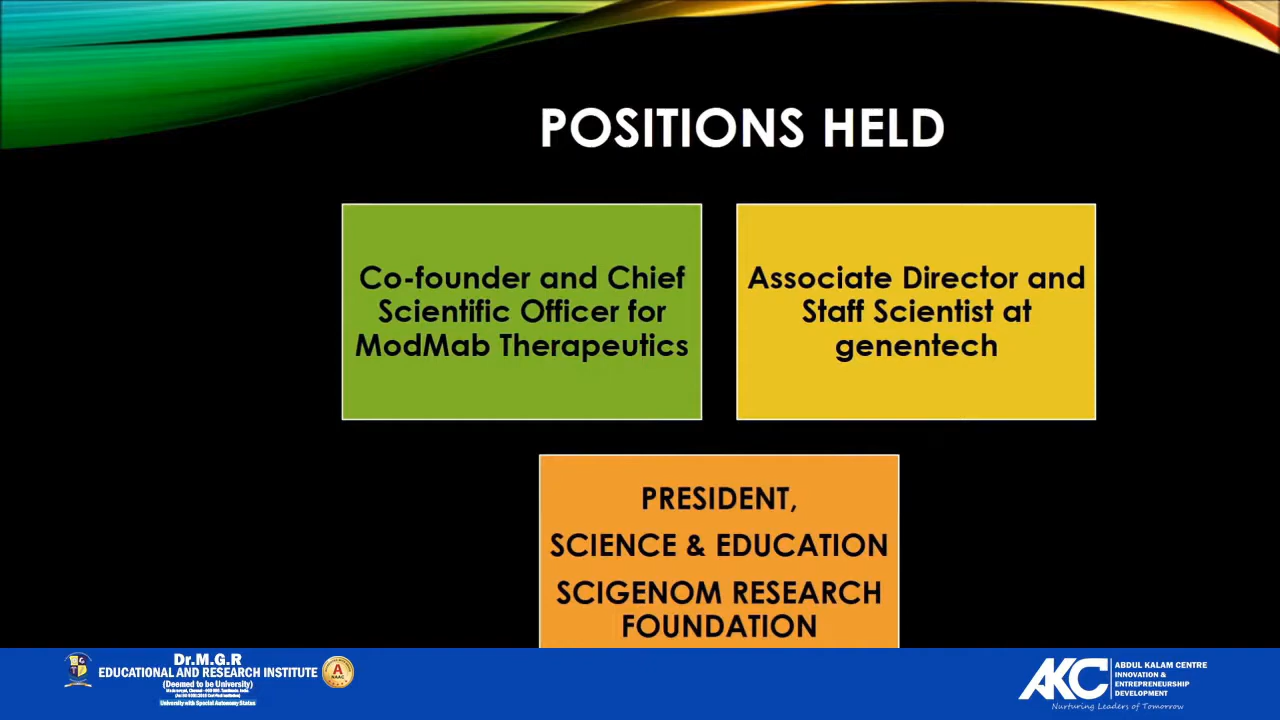 POSITIONS HELD
Co-founder and Chief
Scientific Officer for
ModMab Therapeutics
Associate Director and
Staff Scientist at
genentech
PRESIDENT,
SCIENCE & EDUCATION
SCIGENOM RESEARCH
FOUNDATION
Dr.M.G.R
EDUCATIONAL AND RESEARCH INSTITUTE
(Deemed to be University)
University with Special Autonomy Status
A
NAAC
AKC
ABDUL KALAM CENTRE
INNOVATION &
ENTREPRENEURSHIP
DEVELOPMENT
Nurturing Leaders of Tomorrow